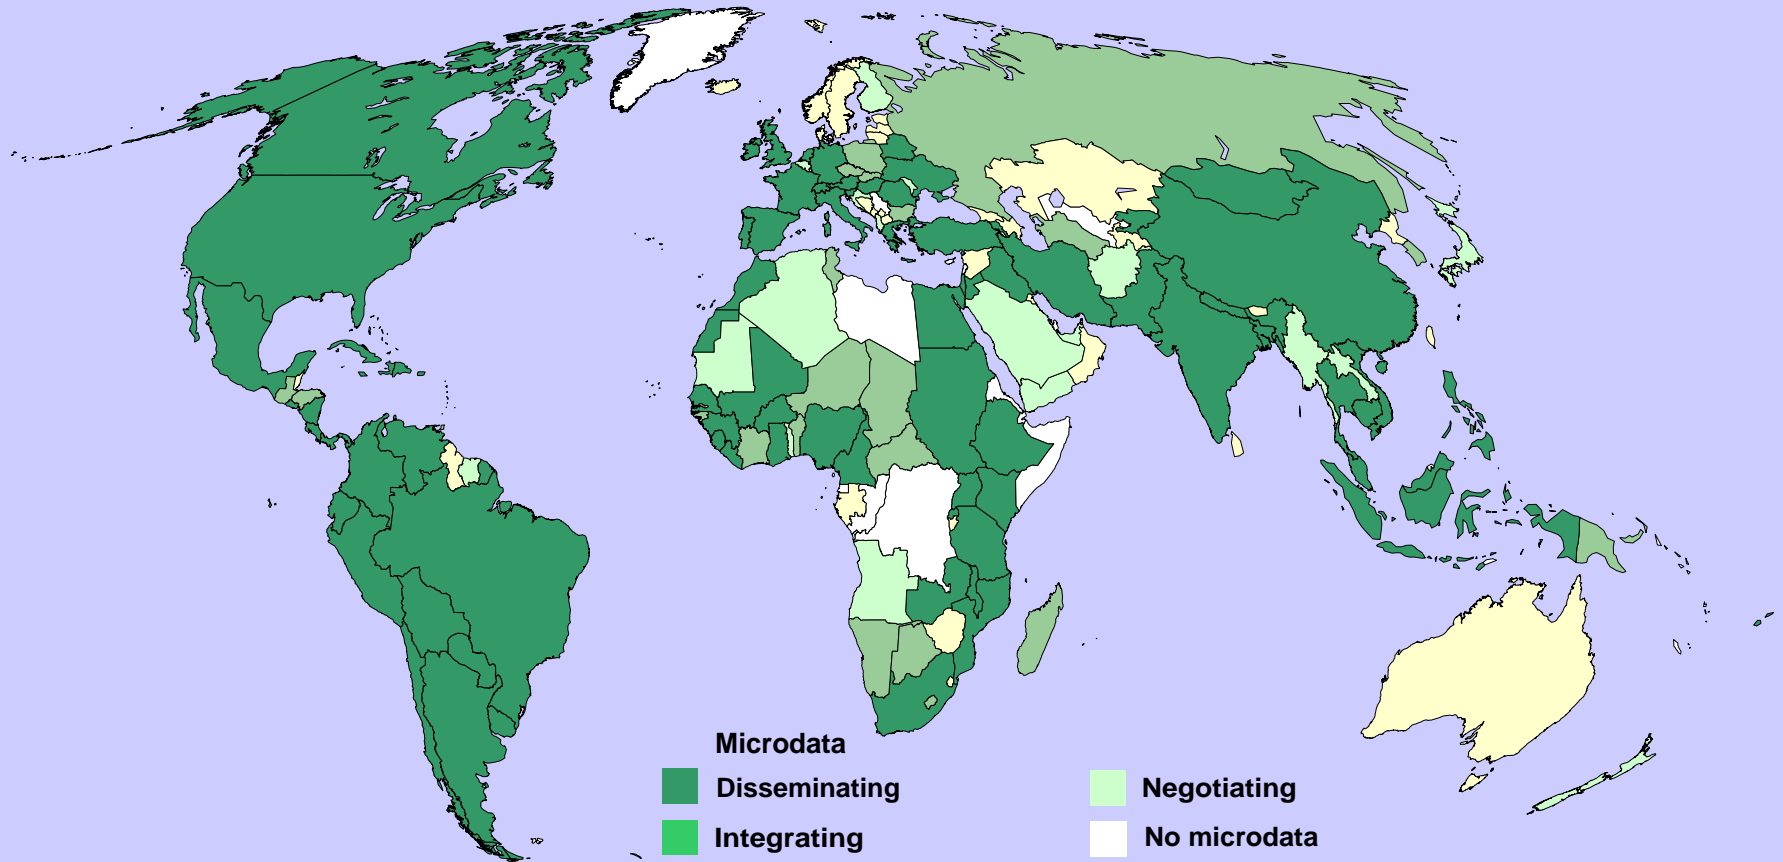 Microdata
Disseminating
Integrating
Negotiating
No microdata